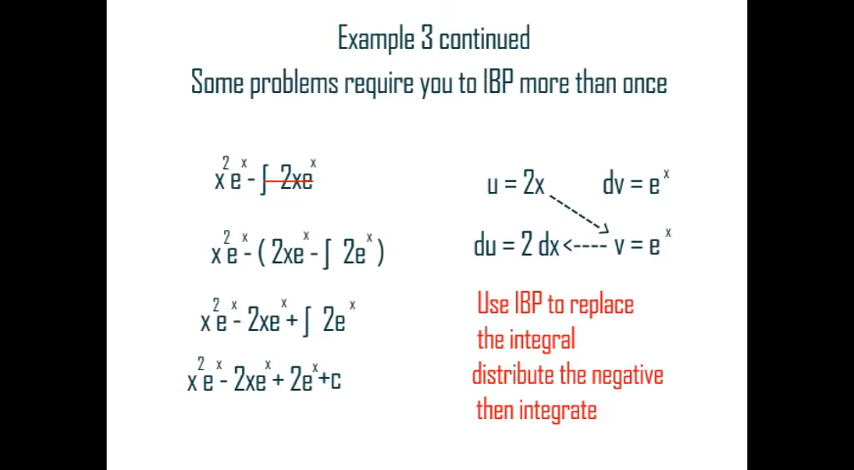 Example 3 continued
Some problems require you to IBP more than once
x²eˣ - ∫ 2xeˣ
u = 2x dv = eˣ
x²eˣ - ( 2xeˣ - ∫ 2eˣ )
du = 2 dx <---- v = eˣ
x²eˣ - 2xeˣ + ∫ 2eˣ
x²eˣ - 2xeˣ + 2eˣ +c
Use IBP to replace
the integral
distribute the negative
then integrate